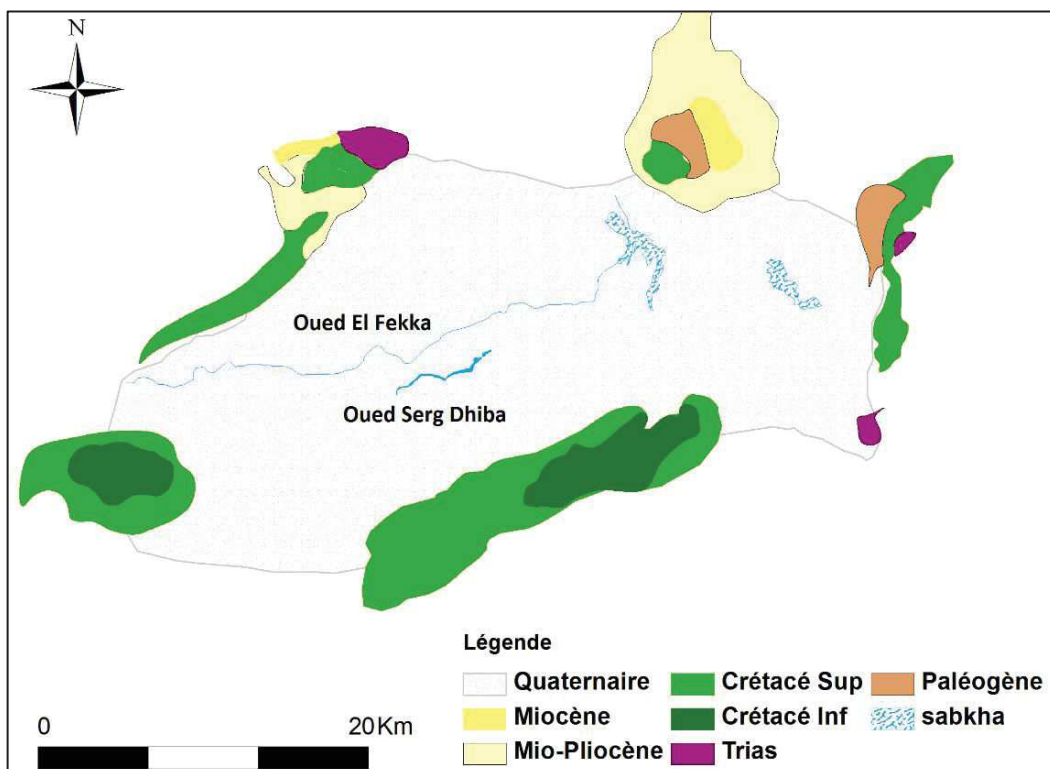 N
Oued El Fekka
Oued Serg Dhiba
Légende
Quaternaire
Crétacé Sup
Paléogène
Miocène
Crétacé Inf
sabkha
Mio-Pliocène
Trias
0
20Km